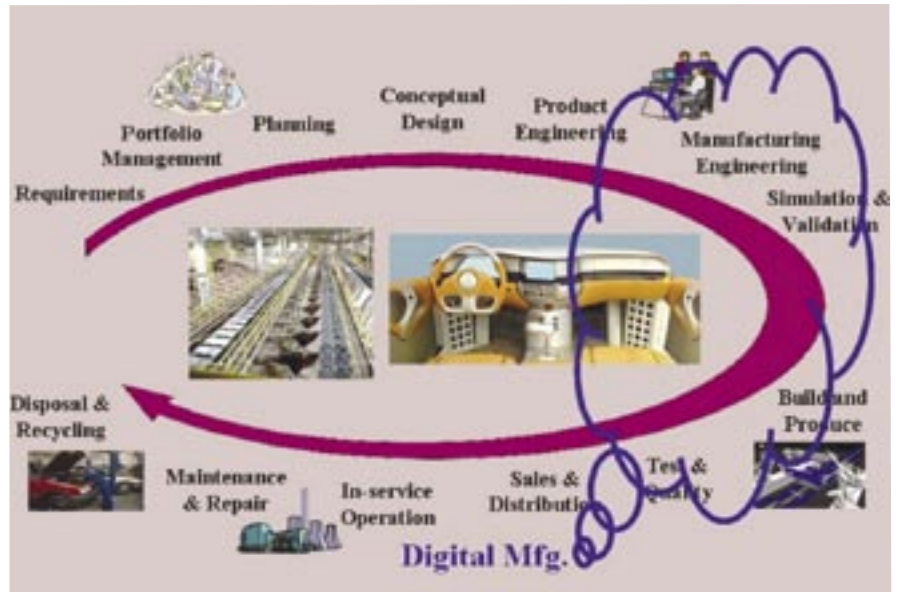 Requirements
Portfolio
Management
Planning
Conceptual
Design
Product
Engineering
Manufacturing
Engineering
Simulation &
Validation
Build and
Produce
Test &
Quality
Sales &
Distribution
In-service
Operation
Maintenance
& Repair
Disposal &
Recycling
Digital Mfg.